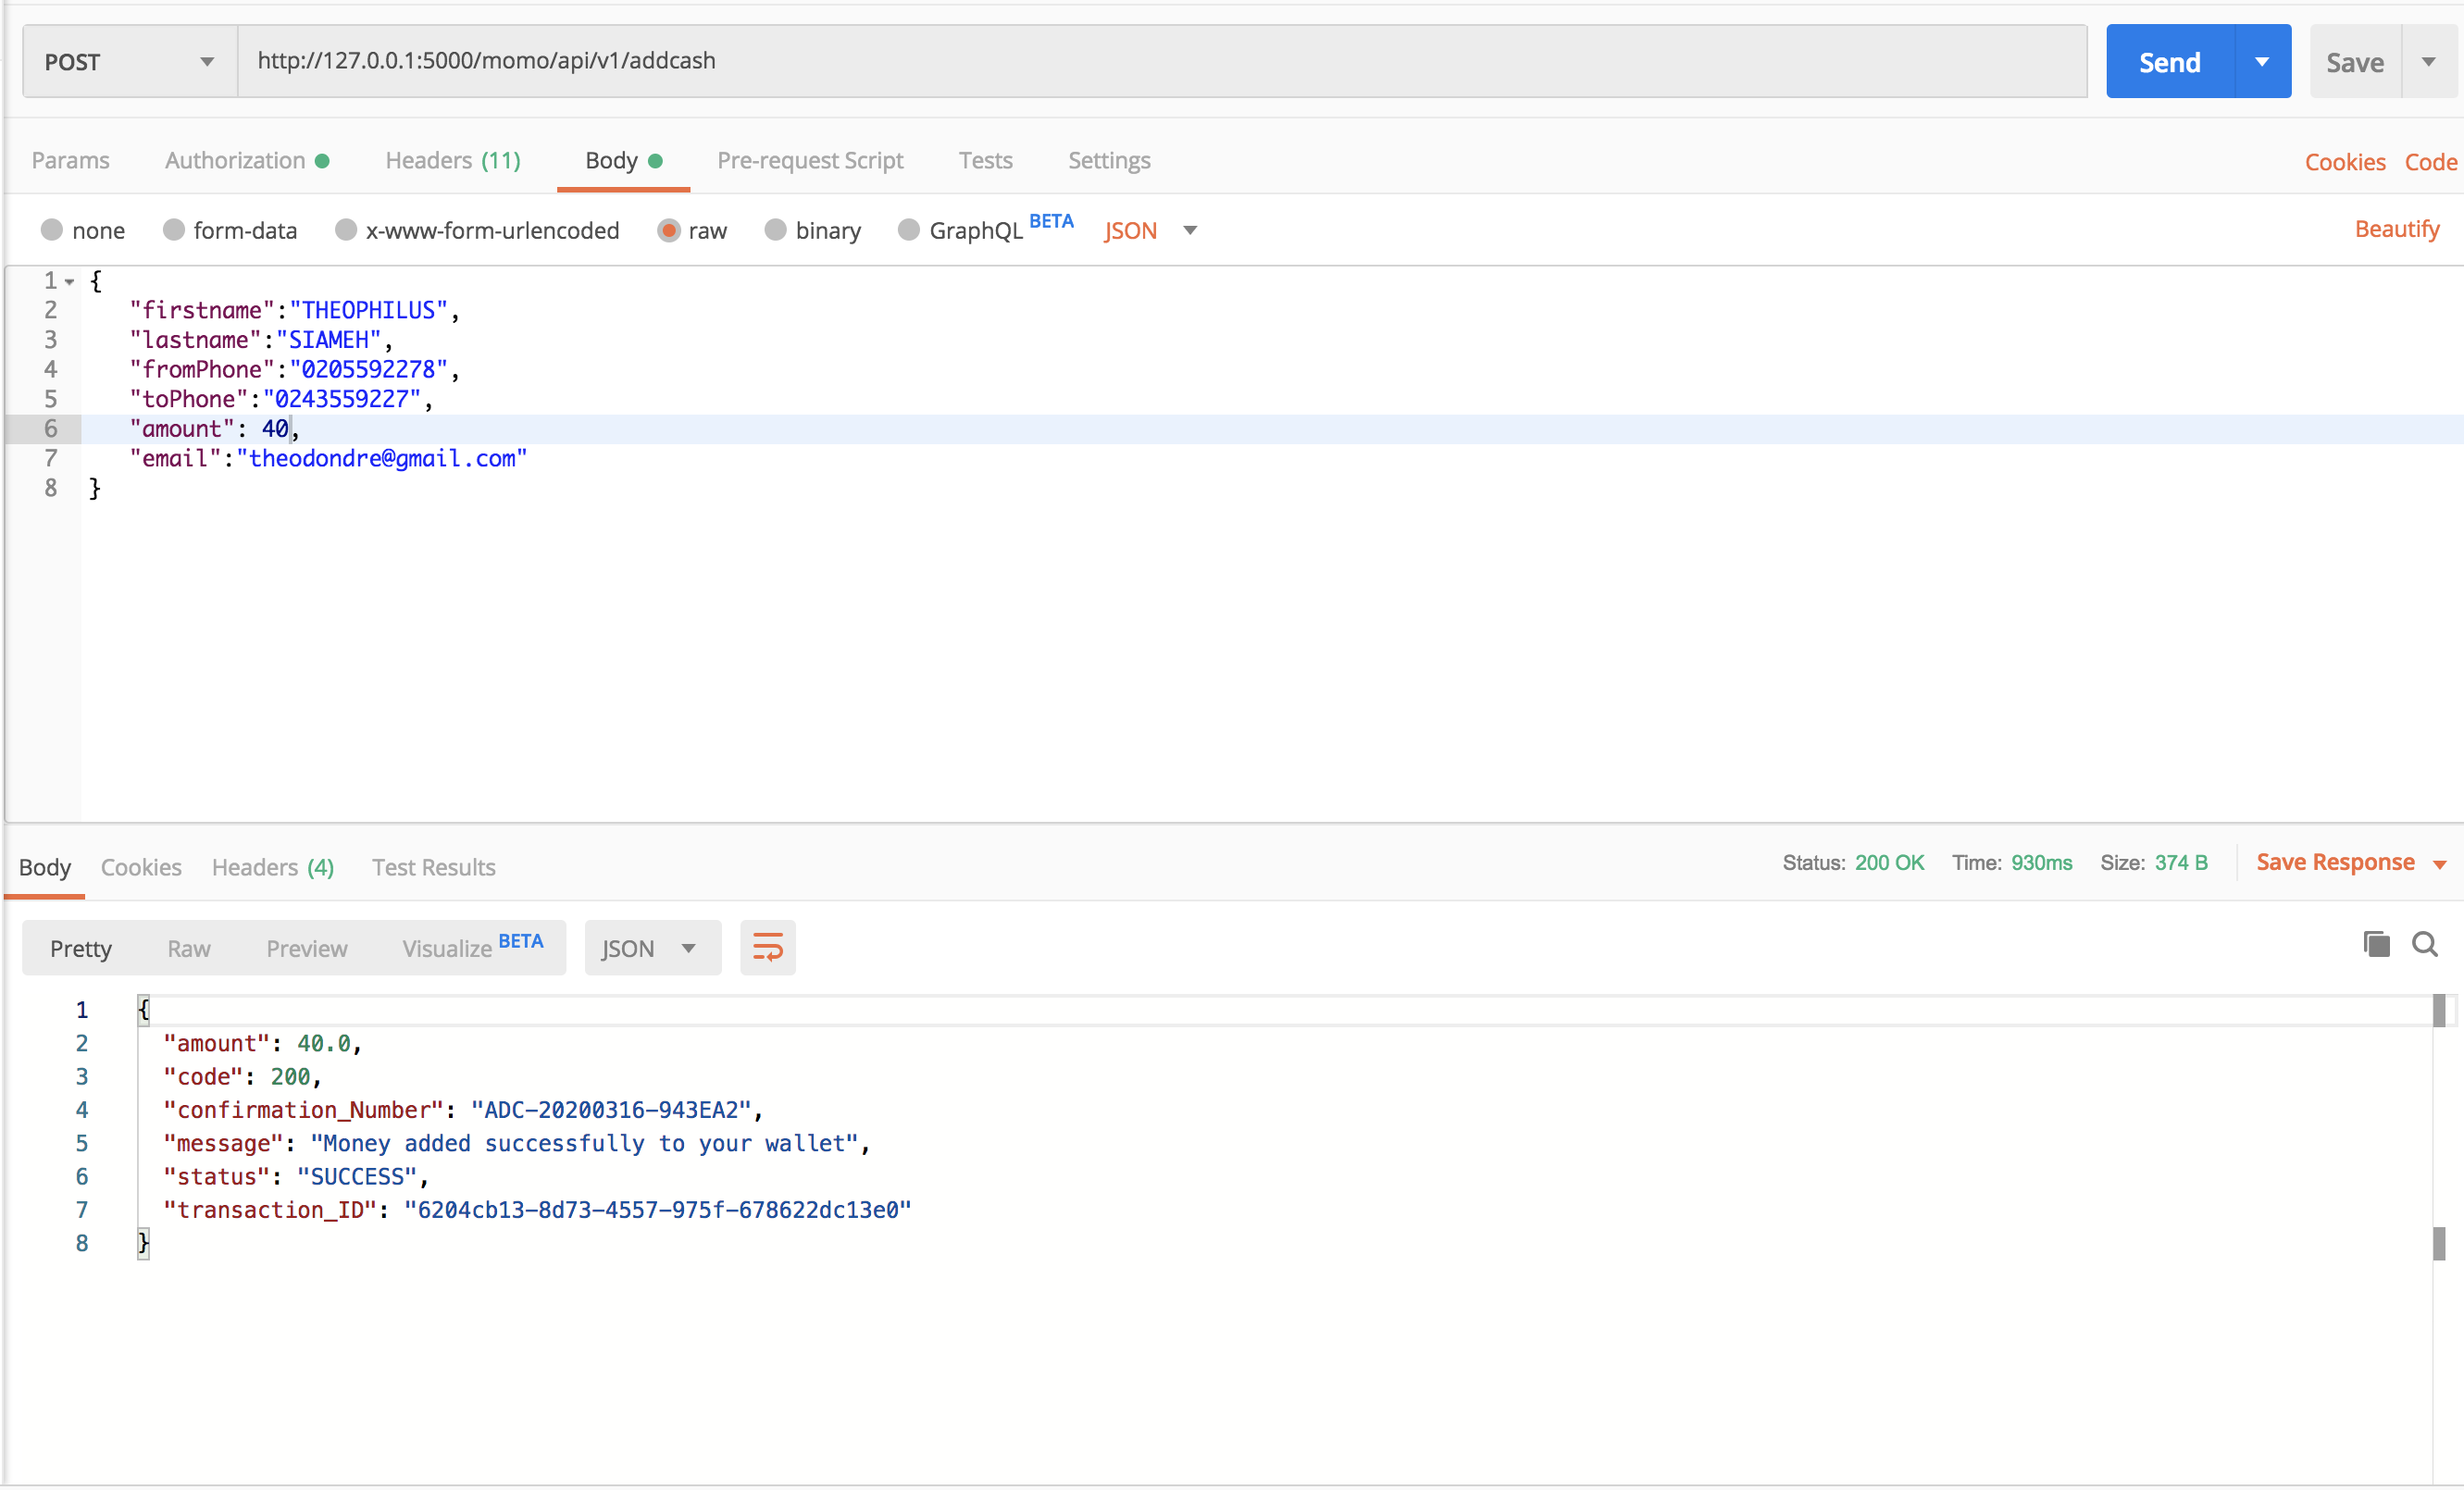 POST http://127.0.0.1:5000/momo/api/v1/addcash Send Save
Params Authorization Headers (11) Body Pre-request Script Tests Settings Cookies Code
none form-data x-www-form-urlencoded raw binary GraphQL BETA JSON Beautify
1 {
2 "firstname":"THEOPHILUS",
3 "lastname":"SIAMEH",
4 "fromPhone":"0205592278",
5 "toPhone":"0243559227",
6 "amount": 40,
7 "email":"theodondre@gmail.com"
8 }
Body Cookies Headers (4) Test Results Status: 200 OK Time: 930ms Size: 374 B Save Response
Pretty Raw Preview Visualize BETA JSON
1 {
2 "amount": 40.0,
3 "code": 200,
4 "confirmation_Number": "ADC-20200316-943EA2",
5 "message": "Money added successfully to your wallet",
6 "status": "SUCCESS",
7 "transaction_ID": "6204cb13-8d73-4557-975f-678622dc13e0"
8 }